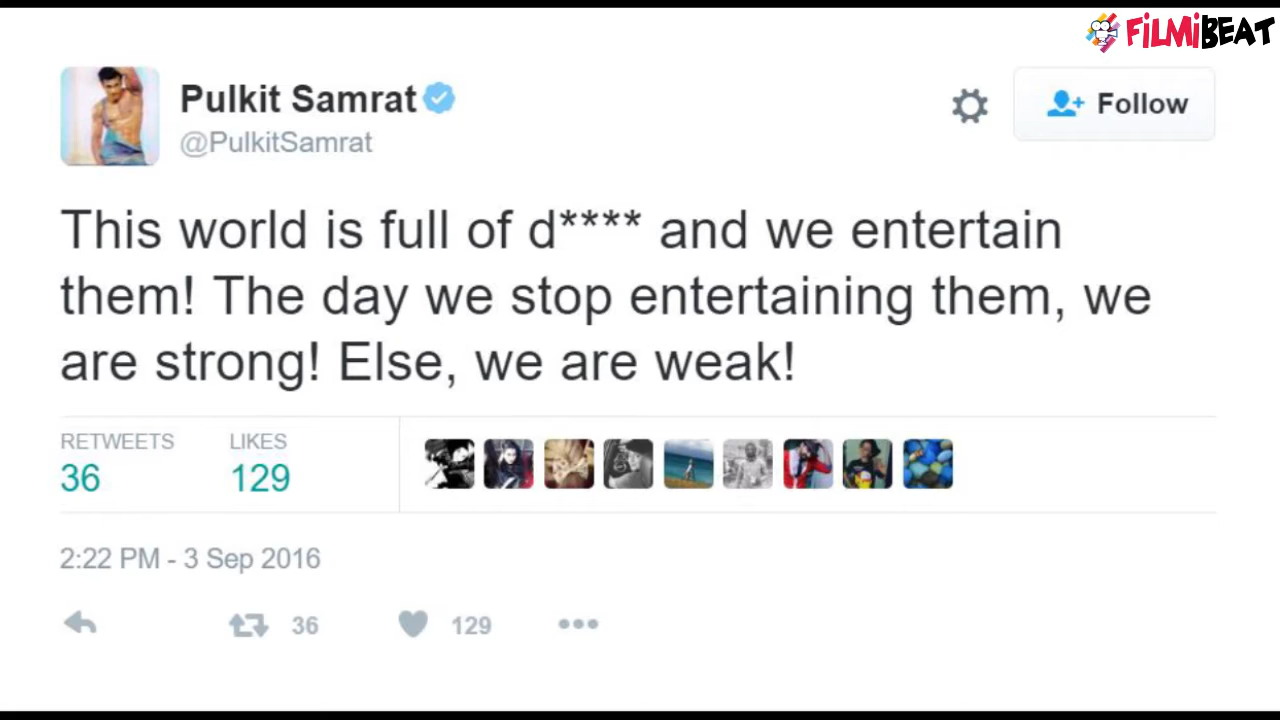 FiLMiBEAT
Pulkit Samrat
@PulkitSamrat
Follow
This world is full of d**** and we entertain
them! The day we stop entertaining them, we
are strong! Else, we are weak!
RETWEETS LIKES
36 129
2:22 PM - 3 Sep 2016
36 129